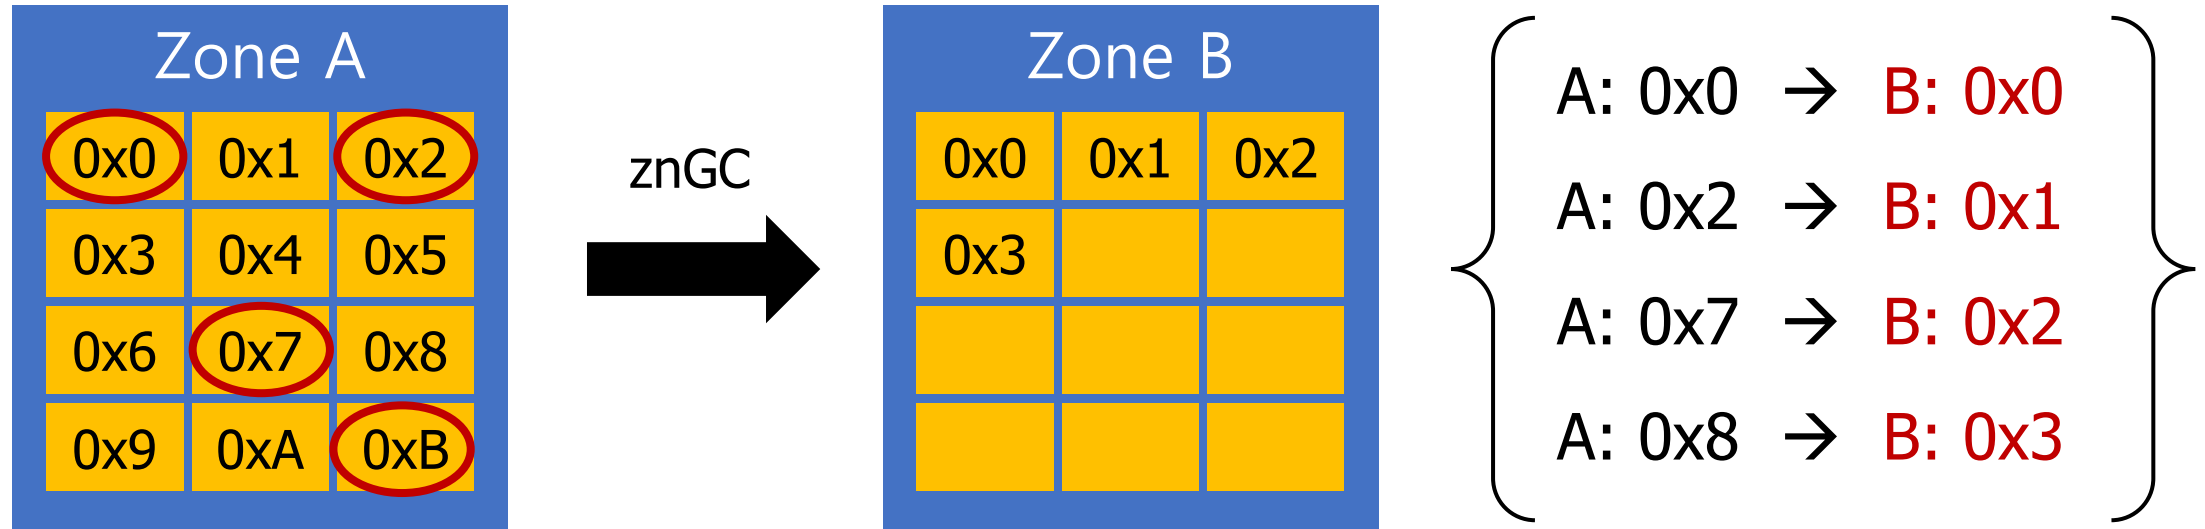 Zone A
0x0 0x1 0x2
0x3 0x4 0x5
0x6 0x7 0x8
0x9 0xA 0xB
znGC
Zone B
0x0 0x1 0x2
0x3
A: 0x0 → B: 0x0
A: 0x2 → B: 0x1
A: 0x7 → B: 0x2
A: 0x8 → B: 0x3